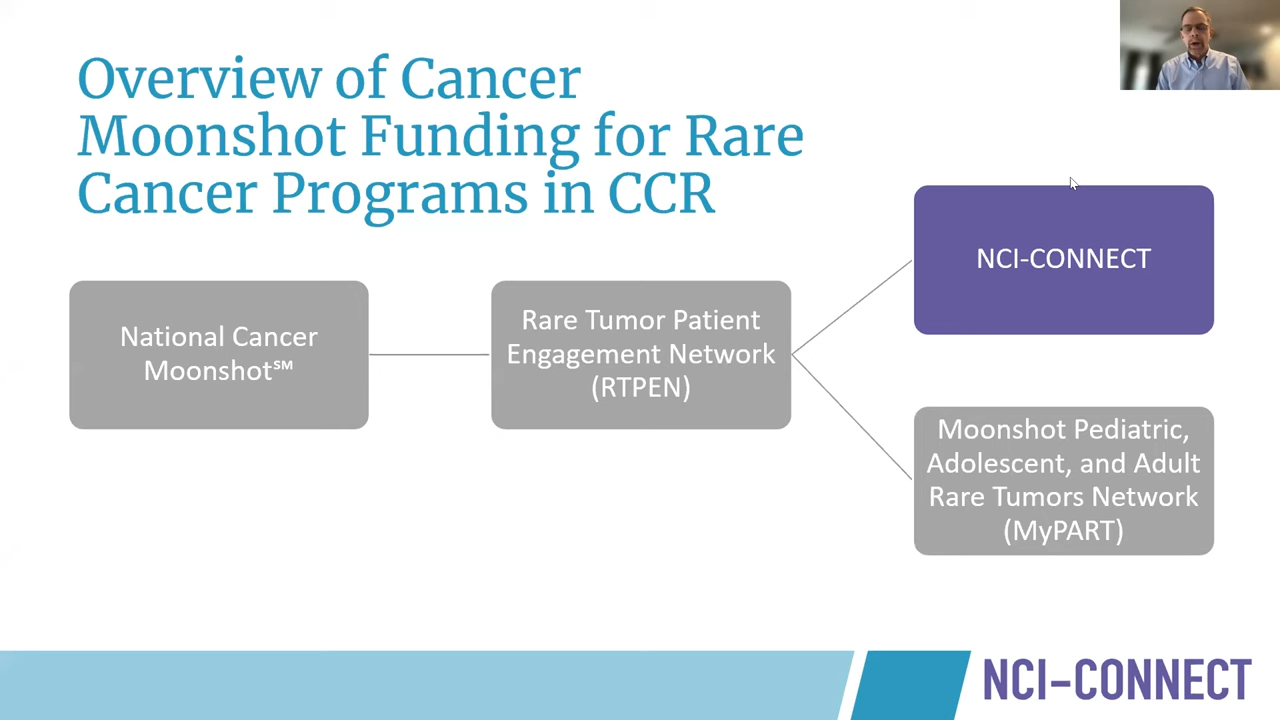 Overview of Cancer
Moonshot Funding for Rare
Cancer Programs in CCR
National Cancer
Moonshot℠
Rare Tumor Patient
Engagement Network
(RTPEN)
NCI-CONNECT
Moonshot Pediatric,
Adolescent, and Adult
Rare Tumors Network
(MyPART)
NCI-CONNECT